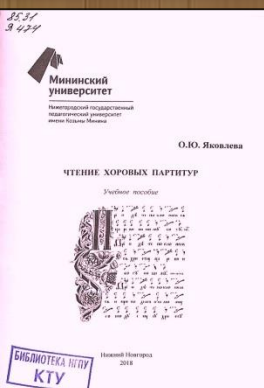 85.31
Я 474
Мининский
университет
Нижегородский государственный
педагогический университет
имени Козьмы Минина
О.Ю. Яковлева
ЧТЕНИЕ ХОРОВЫХ ПАРТИТУР
Учебное пособие
Нижний Новгород
2018
БИБЛИОТЕКА НГПУ
КТУ